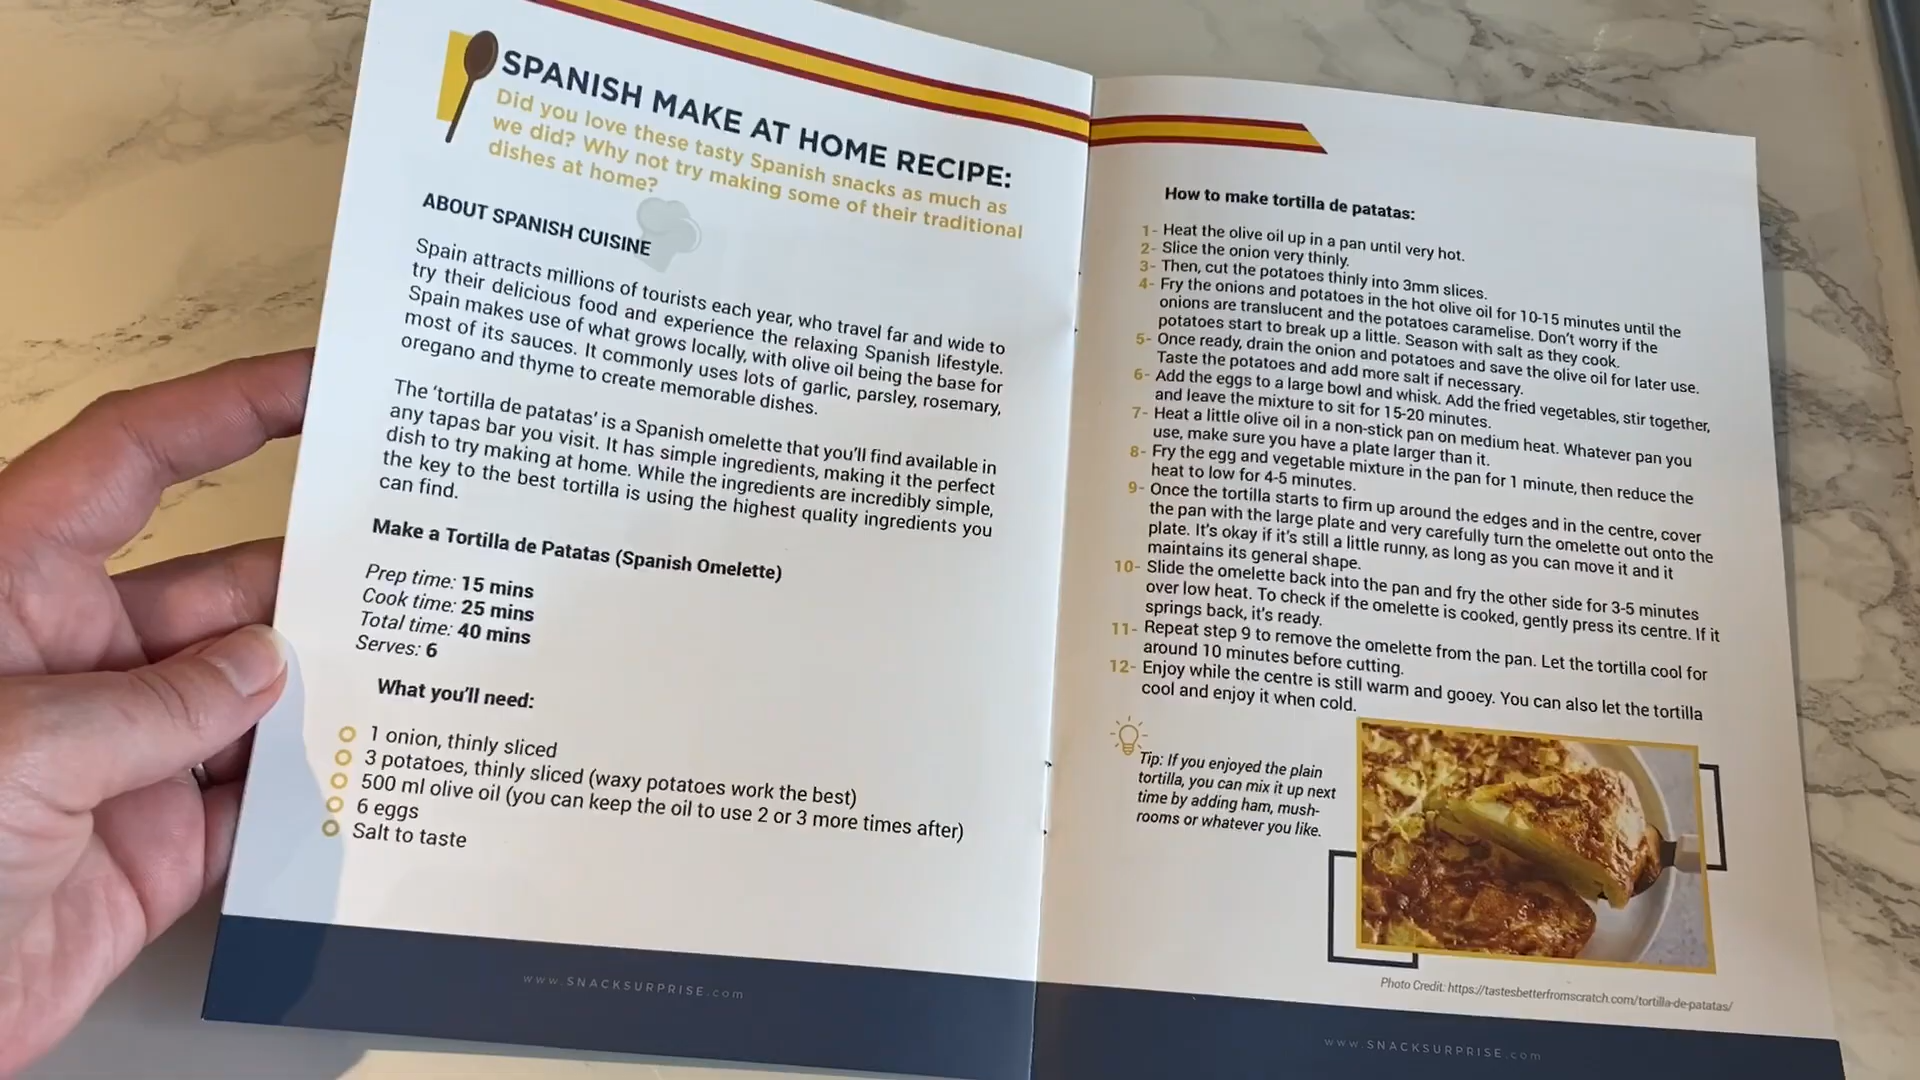 SPANISH MAKE AT HOME RECIPE:
Did you love these tasty Spanish snacks as much as
we did? Why not try making some of their traditional
dishes at home?
ABOUT SPANISH CUISINE
Spain attracts millions of tourists each year, who travel far and wide to
try their delicious food and experience the relaxing Spanish lifestyle.
Spain makes use of what grows locally, with olive oil being the base for
most of its sauces. It commonly uses lots of garlic, parsley, rosemary,
oregano and thyme to create memorable dishes.
The ‘tortilla de patatas’ is a Spanish omelette that you’ll find available in
any tapas bar you visit. It has simple ingredients, making it the perfect
dish to try making at home. While the ingredients are incredibly simple,
the key to the best tortilla is using the highest quality ingredients you
can find.
Make a Tortilla de Patatas (Spanish Omelette)
Prep time: 15 mins
Cook time: 25 mins
Total time: 40 mins
Serves: 6
What you’ll need:
1 onion, thinly sliced
3 potatoes, thinly sliced (waxy potatoes work the best)
500 ml olive oil (you can keep the oil to use 2 or 3 more times after)
6 eggs
Salt to taste
www.SNACKSURPRISE.com
How to make tortilla de patatas:
1- Heat the olive oil up in a pan until very hot.
2- Slice the onion very thinly.
3- Then, cut the potatoes thinly into 3mm slices.
4- Fry the onions and potatoes in the hot olive oil for 10-15 minutes until the
onions are translucent and the potatoes caramelise. Don’t worry if the
potatoes start to break up a little. Season with salt as they cook.
5- Once ready, drain the onion and potatoes and save the olive oil for later use.
Taste the potatoes and add more salt if necessary.
6- Add the eggs to a large bowl and whisk. Add the fried vegetables, stir together,
and leave the mixture to sit for 15-20 minutes.
7- Heat a little olive oil in a non-stick pan on medium heat. Whatever pan you
use, make sure you have a plate larger than it.
8- Fry the egg and vegetable mixture in the pan for 1 minute, then reduce the
heat to low for 4-5 minutes.
9- Once the tortilla starts to firm up around the edges and in the centre, cover
the pan with the large plate and very carefully turn the omelette out onto the
plate. It’s okay if it’s still a little runny, as long as you can move it and it
maintains its general shape.
10- Slide the omelette back into the pan and fry the other side for 3-5 minutes
over low heat. To check if the omelette is cooked, gently press its centre. If it
springs back, it’s ready.
11- Repeat step 9 to remove the omelette from the pan. Let the tortilla cool for
around 10 minutes before cutting.
12- Enjoy while the centre is still warm and gooey. You can also let the tortilla
cool and enjoy it when cold.
Tip: If you enjoyed the plain
tortilla, you can mix it up next
time by adding ham, mush-
rooms or whatever you like.
Photo Credit: https://tastesbetterfromscratch.com/tortilla-de-patatas/
www.SNACKSURPRISE.com